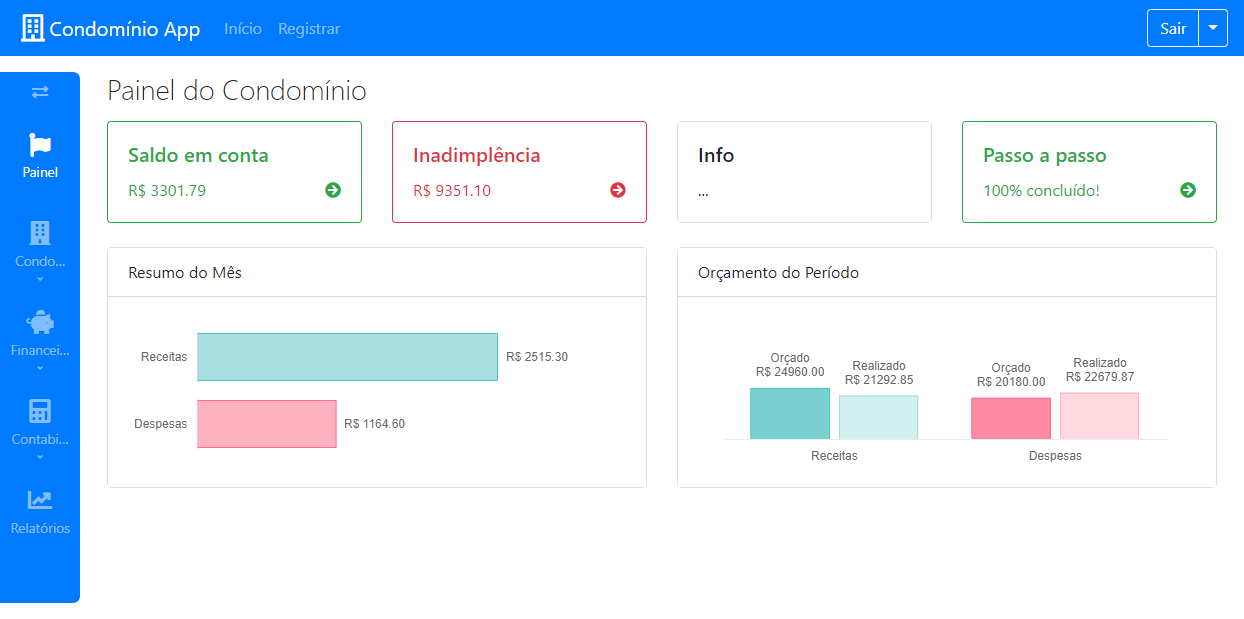 Condomínio App
Início
Registrar
Sair
Painel
Condo...
Financei...
Contabi...
Relatórios
Painel do Condomínio
Saldo em conta
R$ 3301.79
Inadimplência
R$ 9351.10
Info
...
Passo a passo
100% concluído!
Resumo do Mês
Receitas
R$ 2515.30
Despesas
R$ 1164.60
Orçamento do Período
Orçado
R$ 24960.00
Realizado
R$ 21292.85
Orçado
R$ 20180.00
Realizado
R$ 22679.87
Receitas
Despesas